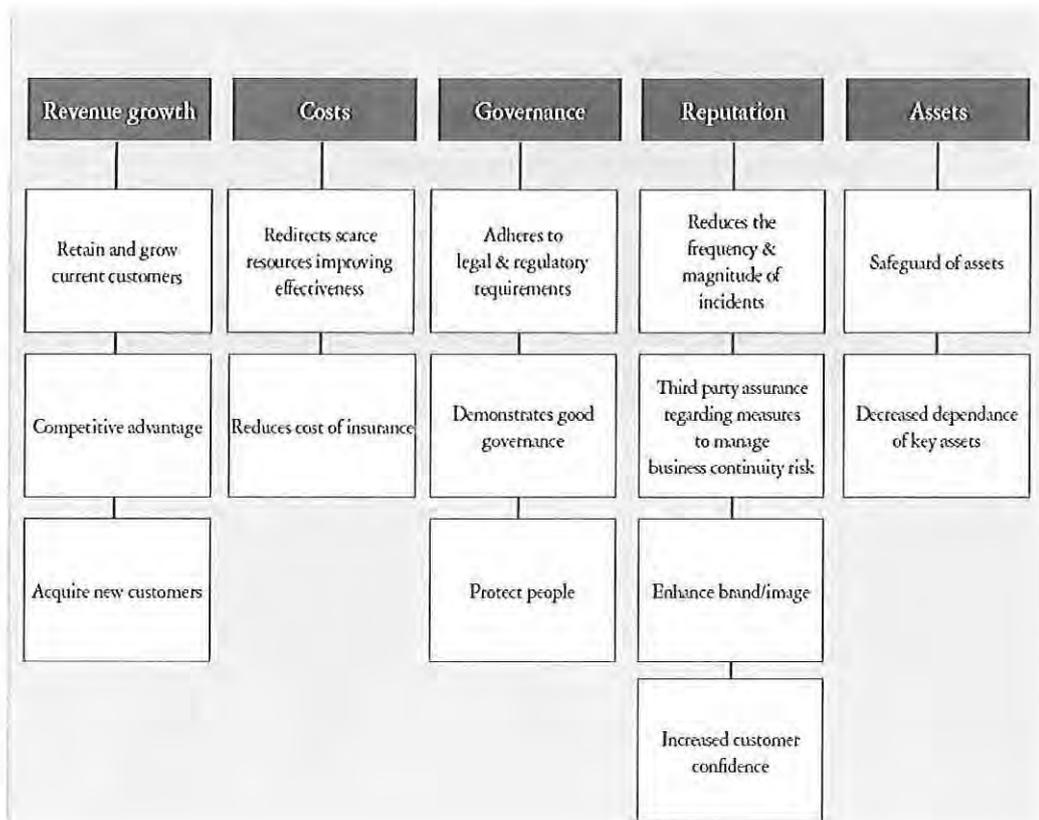 Revenue growth
Costs
Governance
Reputation
Assets
Retain and grow
current customers
Competitive advantage
Acquire new customers
Redirects scarce
resources improving
effectiveness
Reduces cost of insurance
Adheres to
legal & regulatory
requirements
Demonstrates good
governance
Protect people
Reduces the
frequency &
magnitude of
incidents
Third party assurance
regarding measures
to manage
business continuity risk
Enhance brand/image
Increased customer
confidence
Safeguard of assets
Decreased dependance
of key assets